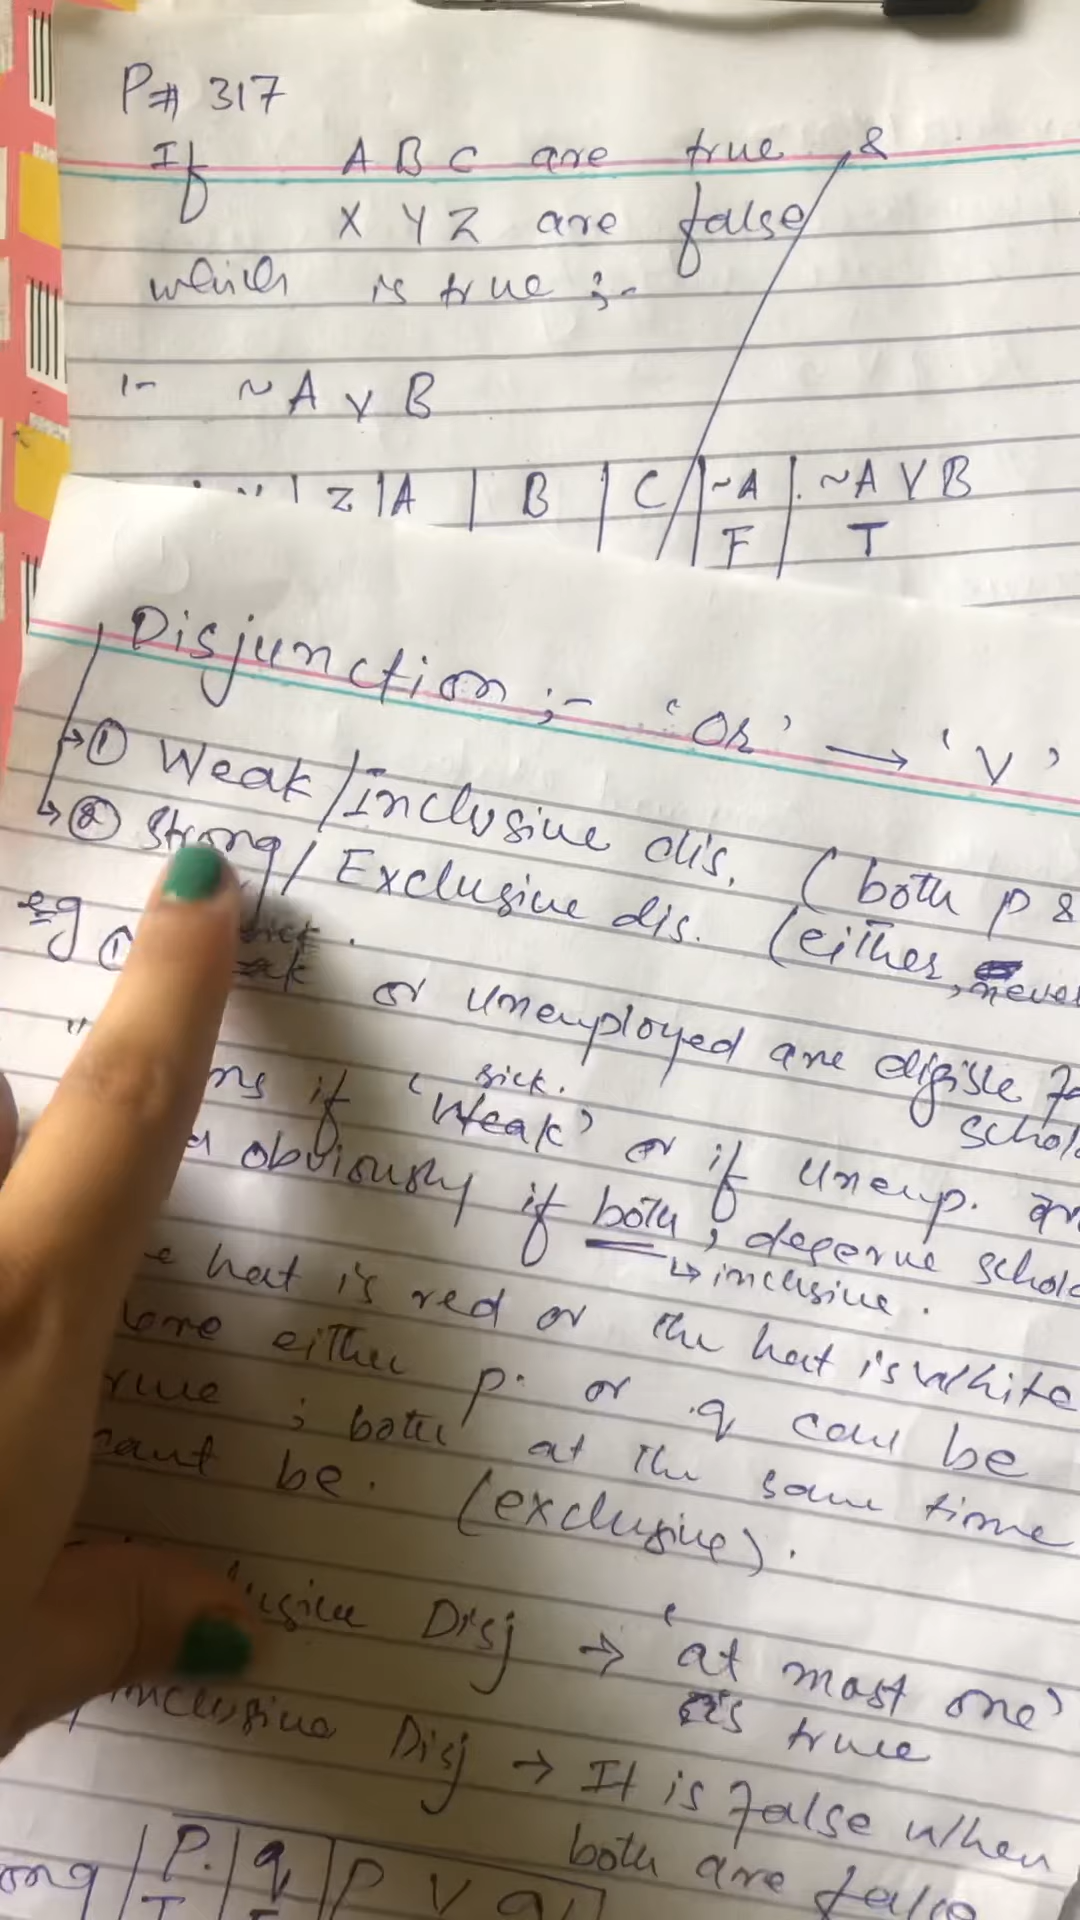 P# 317
If A B C are true &
X Y Z are false
which is true ;-
1- ~A v B
Z | A | B | C | ~A | ~A V B
F | T
Disjunction ;- 'Or' → 'V'
→ ① Weak / Inclusive dis. (both p &
→ ② Strong / Exclusive dis. (either, never
eg ①
or unemployed are eligible
schol
if 'sick.' or if unemp.
obviously if both, deserve schol
↳ inclusive.
hat is red or the hat is white
either p. or q can be
; both at the same time
cant be. (exclusive).
Disj → 'at most one'
is true
inclusive Disj → It is false when
both are false
P. | q | P V q
T